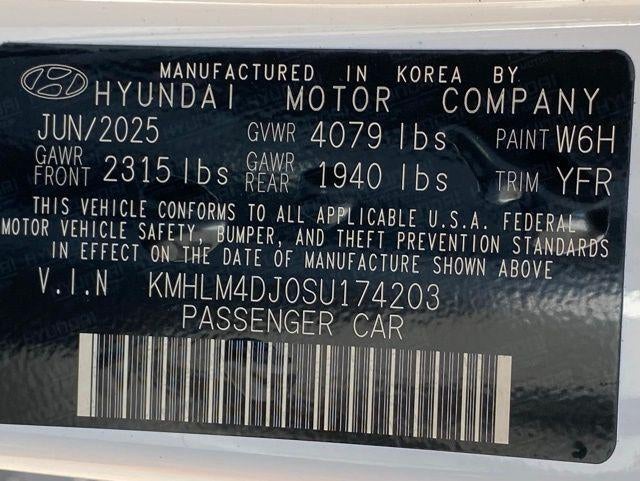 MANUFACTURED IN KOREA BY
HYUNDAI MOTOR COMPANY
JUN/2025 GVWR 4079 lbs PAINT W6H
GAWR FRONT 2315 lbs GAWR REAR 1940 lbs TRIM YFR
THIS VEHICLE CONFORMS TO ALL APPLICABLE U.S.A. FEDERAL
MOTOR VEHICLE SAFETY, BUMPER, AND THEFT PREVENTION STANDARDS
IN EFFECT ON THE DATE OF MANUFACTURE SHOWN ABOVE
V.I.N KMHLM4DJ0SU174203
PASSENGER CAR